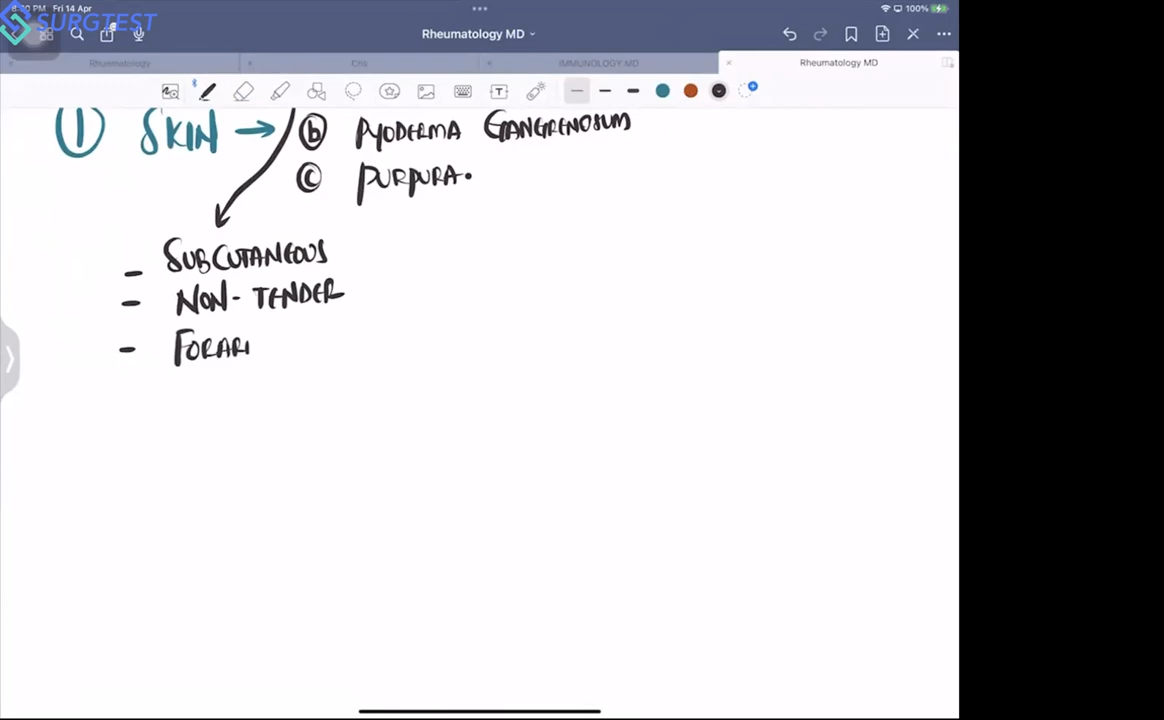 SURGTEST
Fri 14 Apr
100%
Rheumatology MD
Rheumatology
IMMUNOLOGY MD
Rheumatology MD
T
① SKIN → ⓑ PYODERMA GANGRENOSUM
ⓒ PURPURA.
- SUBCUTANEOUS
- NON-TENDER
- FORARI